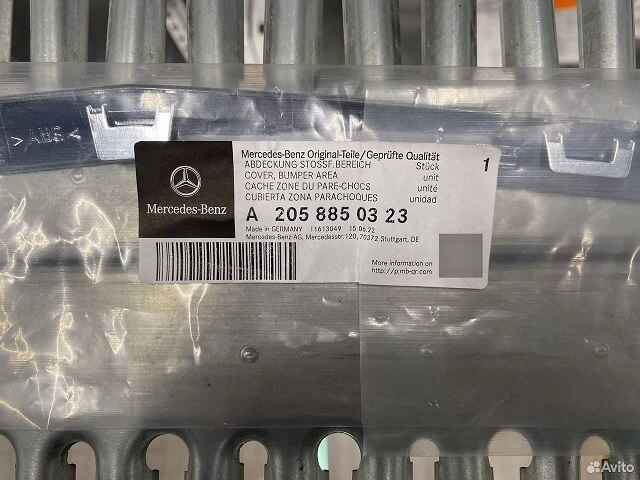 >ABS<
Mercedes-Benz
Mercedes-Benz Original-Teile/Geprüfte Qualität
ABDECKUNG STOSSF.BEREICH Stück 1
COVER, BUMPER AREA unit
CACHE ZONE DU PARE-CHOCS unité
CUBIERTA ZONA PARACHOQUES unidad
A 205 885 03 23
Made in GERMANY 11613049 15.06.22
Mercedes-Benz AG, Mercedesstr.120,70372 Stuttgart, DE
More information on
http://p.mb-qr.com
Avito